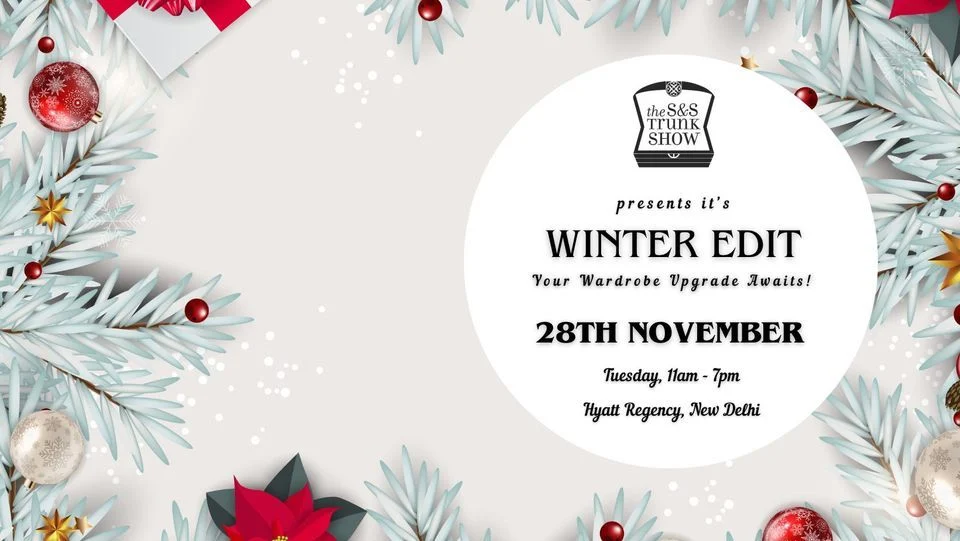 the S&S
TRUNK
SHOW
presents it's
WINTER EDIT
Your Wardrobe Upgrade Awaits!
28TH NOVEMBER
Tuesday, 11am - 7pm
Hyatt Regency, New Delhi